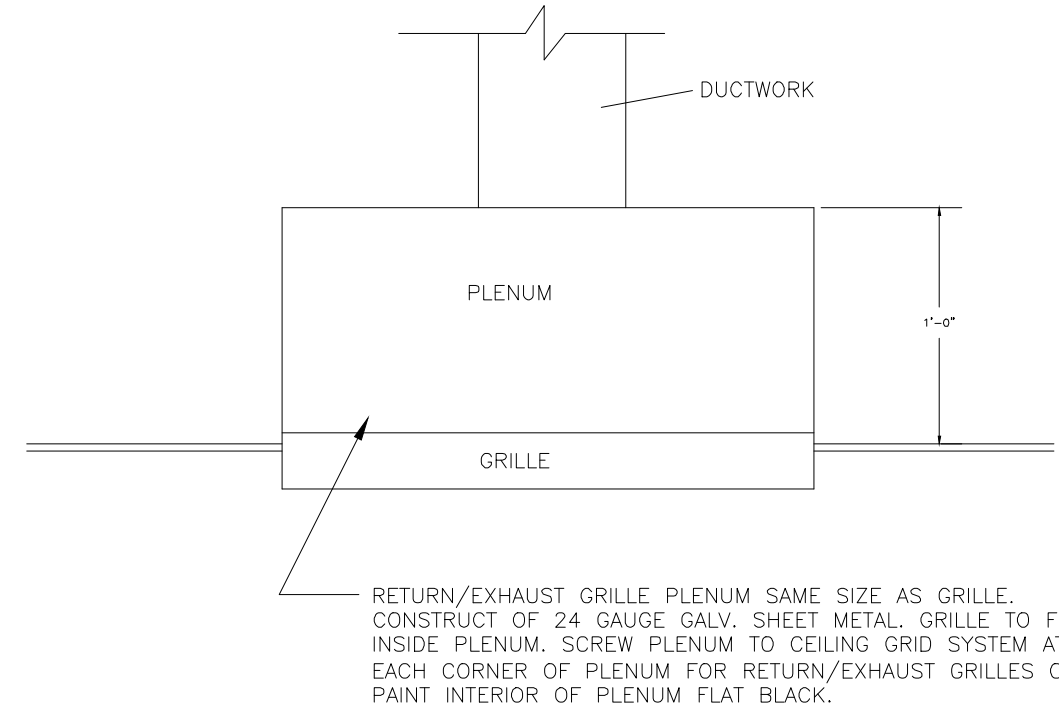 DUCTWORK
PLENUM
1'-0"
GRILLE
RETURN/EXHAUST GRILLE PLENUM SAME SIZE AS GRILLE.
CONSTRUCT OF 24 GAUGE GALV. SHEET METAL. GRILLE TO
INSIDE PLENUM. SCREW PLENUM TO CEILING GRID SYSTEM AT
EACH CORNER OF PLENUM FOR RETURN/EXHAUST GRILLES
PAINT INTERIOR OF PLENUM FLAT BLACK.